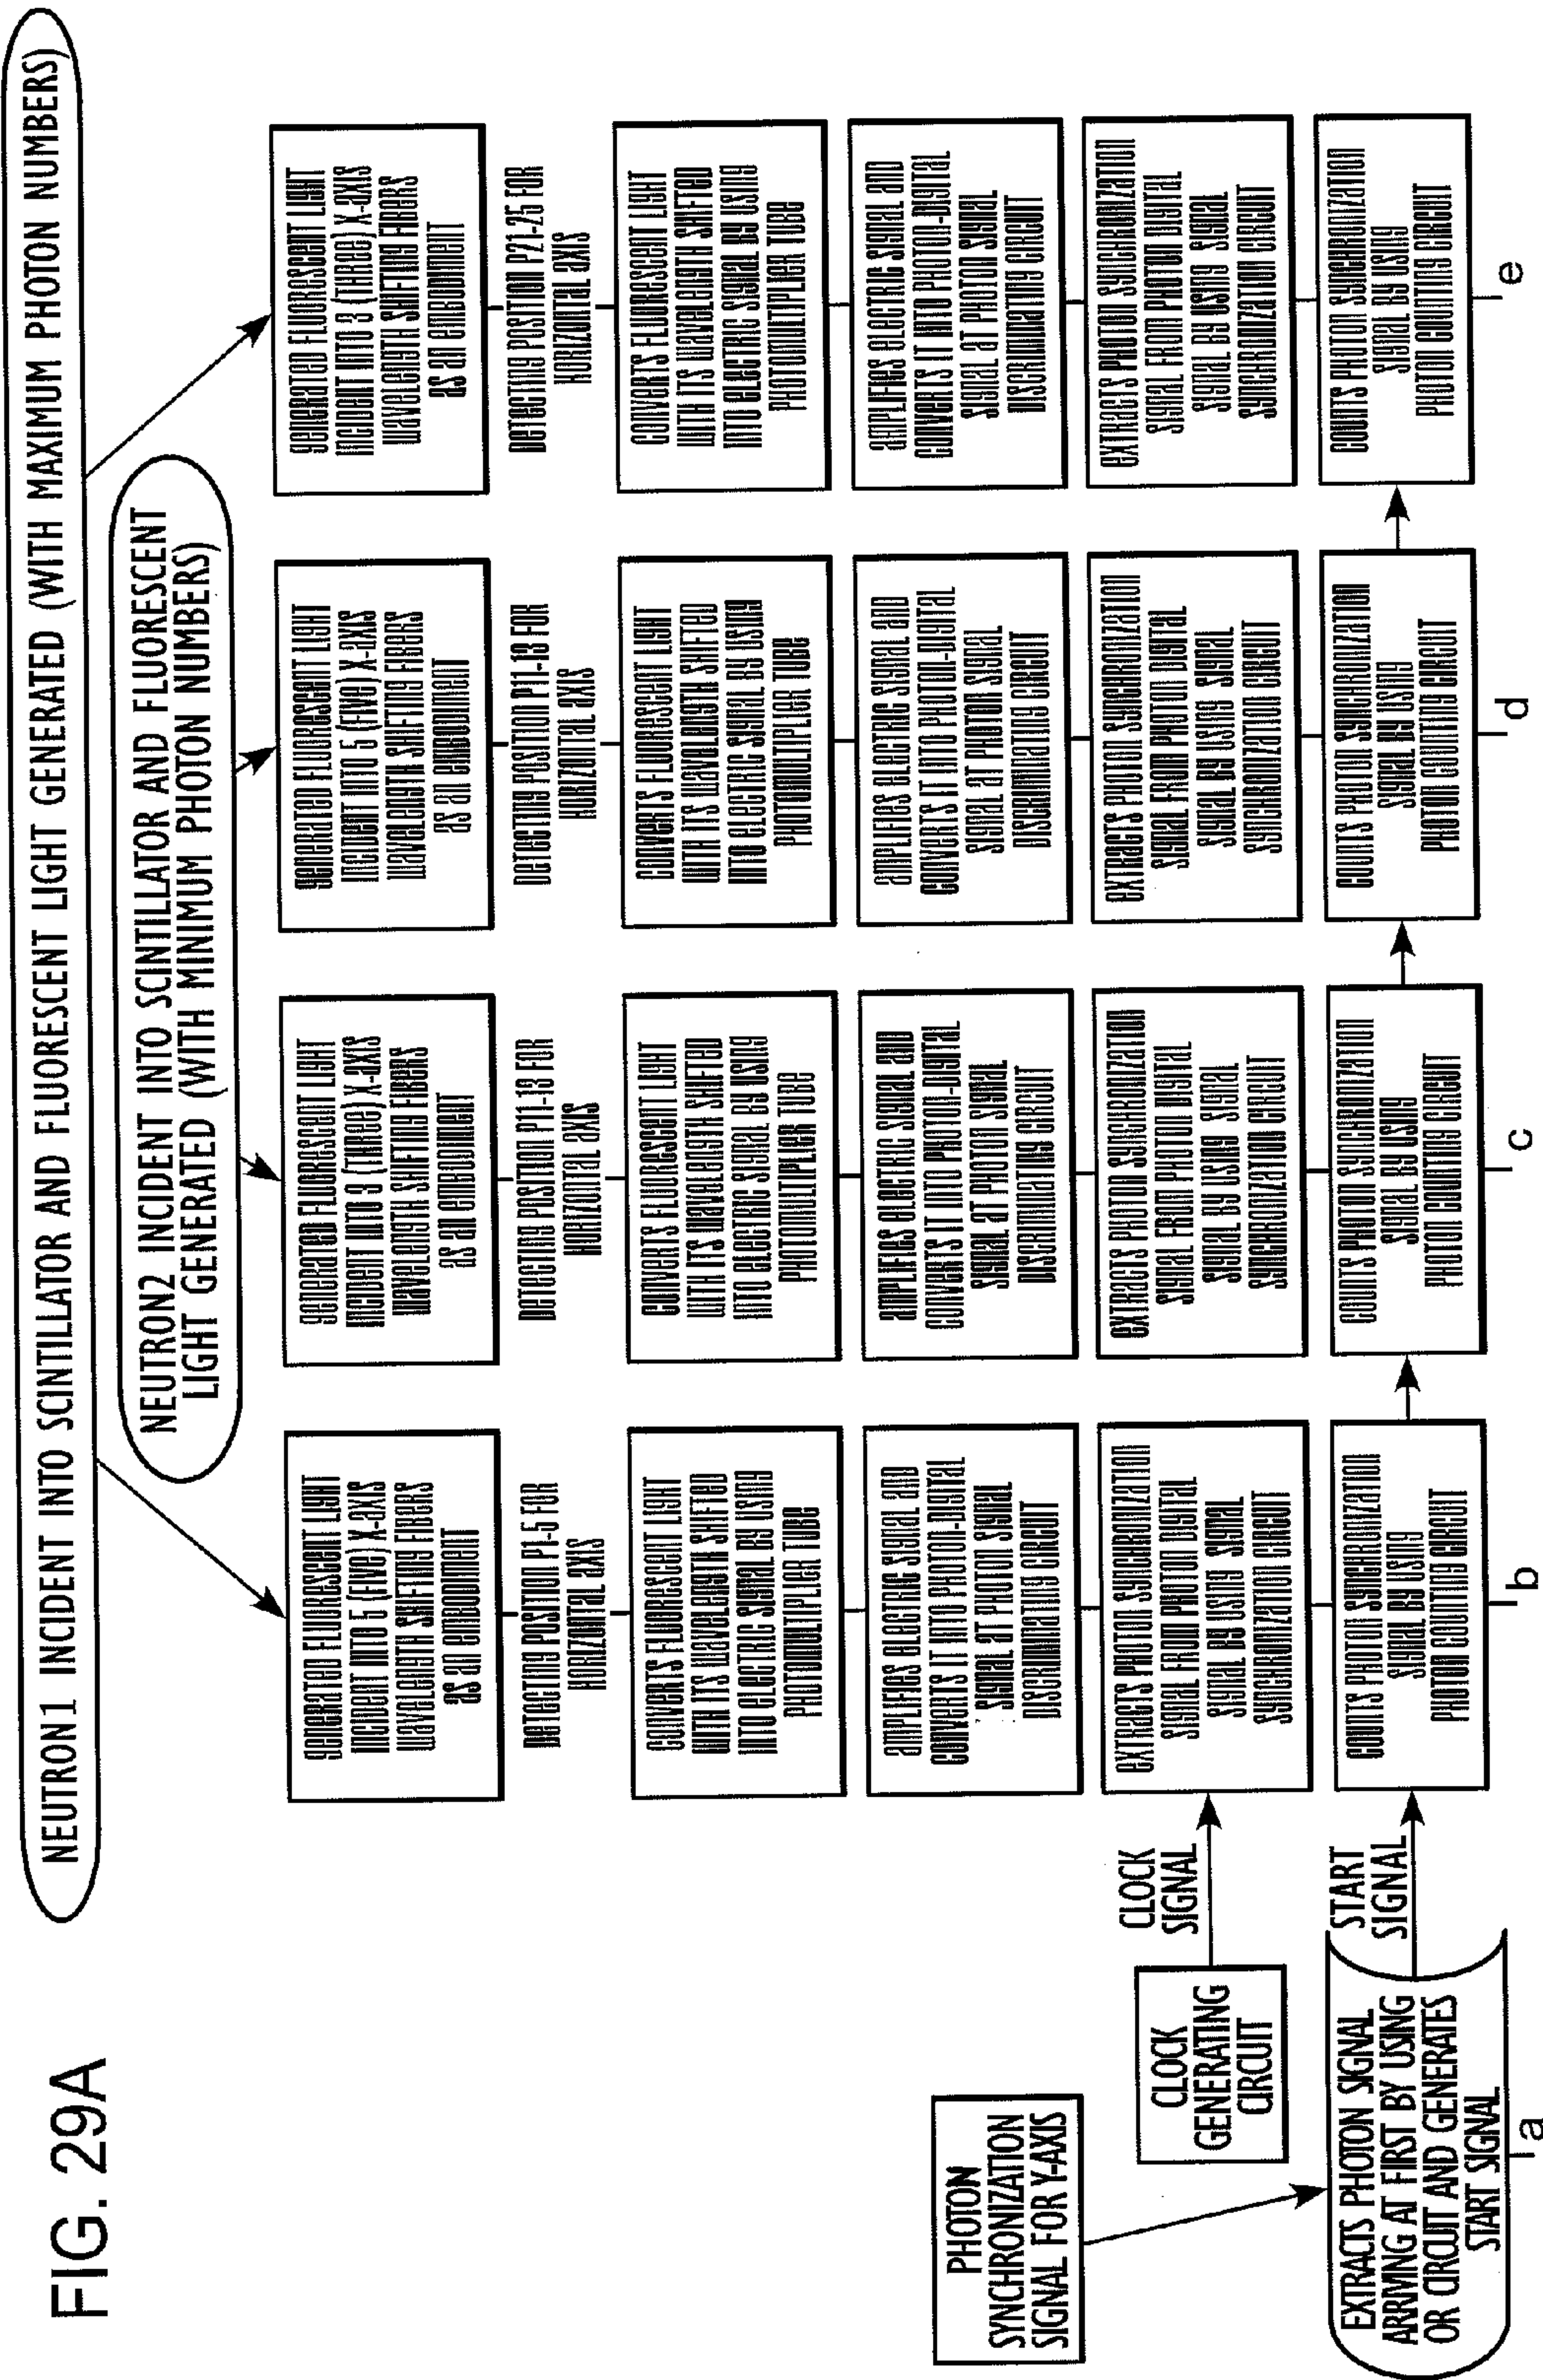 FIG. 29A
NEUTRON1 INCIDENT INTO SCINTILLATOR AND FLUORESCENT LIGHT GENERATED (WITH MAXIMUM PHOTON NUMBERS)
NEUTRON2 INCIDENT INTO SCINTILLATOR AND FLUORESCENT
LIGHT GENERATED (WITH MINIMUM PHOTON NUMBERS)
GENERATED FLUORESCENT LIGHT
INCIDENT INTO 5 (FIVE) X-AXIS
WAVELENGTH SHIFTING FIBERS
AS AN EMBODIMENT
DETECTING POSITION P1-5 FOR
HORIZONTAL AXIS
CONVERTS FLUORESCENT LIGHT
WITH ITS WAVELENGTH SHIFTED
INTO ELECTRIC SIGNAL BY USING
PHOTOMULTIPLIER TUBE
AMPLIFIES ELECTRIC SIGNAL AND
CONVERTS IT INTO PHOTON-DIGITAL
SIGNAL AT PHOTON SIGNAL
DISCRIMINATING CIRCUIT
EXTRACTS PHOTON SYNCHRONIZATION
SIGNAL FROM PHOTON DIGITAL
SIGNAL BY USING SIGNAL
SYNCHRONIZATION CIRCUIT
COUNTS PHOTON SYNCHRONIZATION
SIGNAL BY USING
PHOTON COUNTING CIRCUIT
b
GENERATED FLUORESCENT LIGHT
INCIDENT INTO 3 (THREE) X-AXIS
WAVELENGTH SHIFTING FIBERS
AS AN EMBODIMENT
DETECTING POSITION P11-13 FOR
HORIZONTAL AXIS
CONVERTS FLUORESCENT LIGHT
WITH ITS WAVELENGTH SHIFTED
INTO ELECTRIC SIGNAL BY USING
PHOTOMULTIPLIER TUBE
AMPLIFIES ELECTRIC SIGNAL AND
CONVERTS IT INTO PHOTON-DIGITAL
SIGNAL AT PHOTON SIGNAL
DISCRIMINATING CIRCUIT
EXTRACTS PHOTON SYNCHRONIZATION
SIGNAL FROM PHOTON DIGITAL
SIGNAL BY USING SIGNAL
SYNCHRONIZATION CIRCUIT
COUNTS PHOTON SYNCHRONIZATION
SIGNAL BY USING
PHOTON COUNTING CIRCUIT
c
GENERATED FLUORESCENT LIGHT
INCIDENT INTO 5 (FIVE) X-AXIS
WAVELENGTH SHIFTING FIBERS
AS AN EMBODIMENT
DETECTING POSITION P11-13 FOR
HORIZONTAL AXIS
CONVERTS FLUORESCENT LIGHT
WITH ITS WAVELENGTH SHIFTED
INTO ELECTRIC SIGNAL BY USING
PHOTOMULTIPLIER TUBE
AMPLIFIES ELECTRIC SIGNAL AND
CONVERTS IT INTO PHOTON-DIGITAL
SIGNAL AT PHOTON SIGNAL
DISCRIMINATING CIRCUIT
EXTRACTS PHOTON SYNCHRONIZATION
SIGNAL FROM PHOTON DIGITAL
SIGNAL BY USING SIGNAL
SYNCHRONIZATION CIRCUIT
COUNTS PHOTON SYNCHRONIZATION
SIGNAL BY USING
PHOTON COUNTING CIRCUIT
d
GENERATED FLUORESCENT LIGHT
INCIDENT INTO 3 (THREE) X-AXIS
WAVELENGTH SHIFTING FIBERS
AS AN EMBODIMENT
DETECTING POSITION P21-25 FOR
HORIZONTAL AXIS
CONVERTS FLUORESCENT LIGHT
WITH ITS WAVELENGTH SHIFTED
INTO ELECTRIC SIGNAL BY USING
PHOTOMULTIPLIER TUBE
AMPLIFIES ELECTRIC SIGNAL AND
CONVERTS IT INTO PHOTON-DIGITAL
SIGNAL AT PHOTON SIGNAL
DISCRIMINATING CIRCUIT
EXTRACTS PHOTON SYNCHRONIZATION
SIGNAL FROM PHOTON DIGITAL
SIGNAL BY USING SIGNAL
SYNCHRONIZATION CIRCUIT
COUNTS PHOTON SYNCHRONIZATION
SIGNAL BY USING
PHOTON COUNTING CIRCUIT
e
PHOTON
SYNCHRONIZATION
SIGNAL FOR Y-AXIS
CLOCK
GENERATING
CIRCUIT
CLOCK
SIGNAL
EXTRACTS PHOTON SIGNAL
ARRIVING AT FIRST BY USING
OR CIRCUIT AND GENERATES
START SIGNAL
START
SIGNAL
a